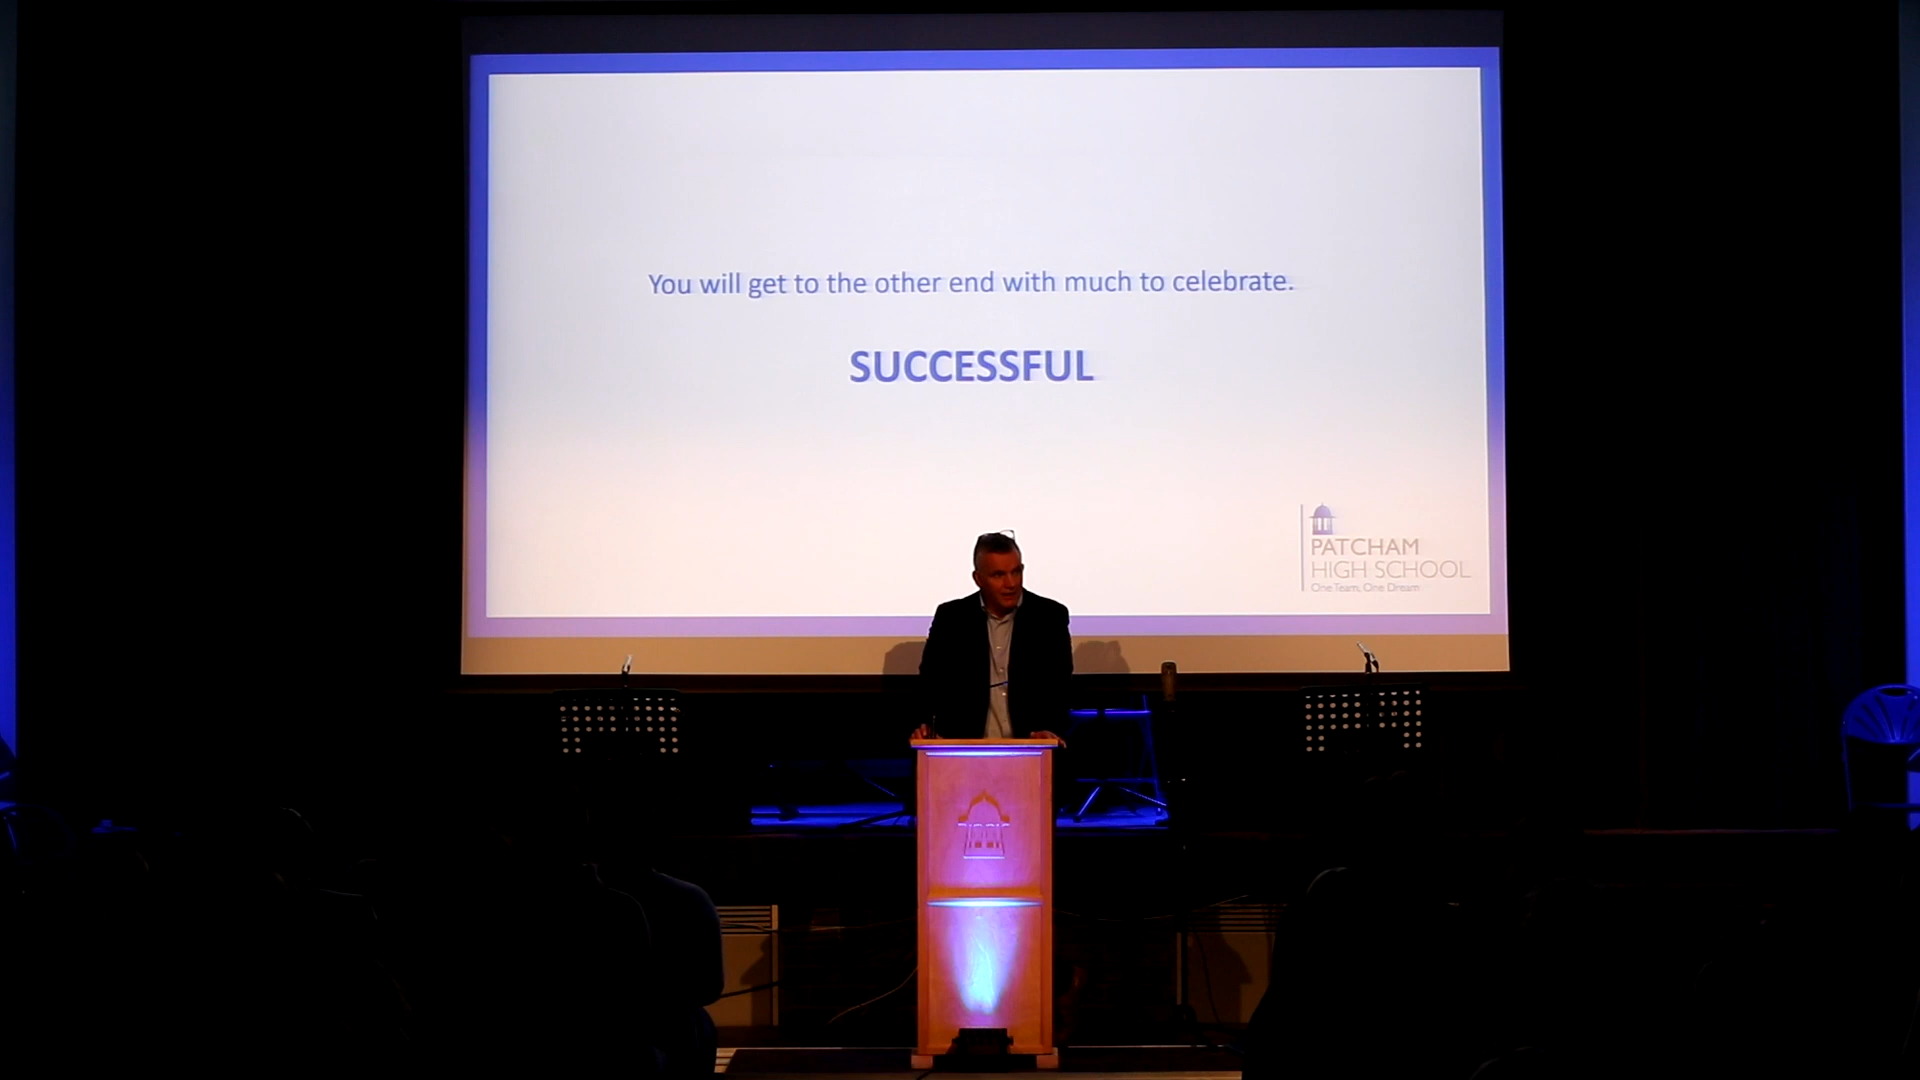 You will get to the other end with much to celebrate.
SUCCESSFUL
PATCHAM
HIGH SCHOOL
One Team, One Dream